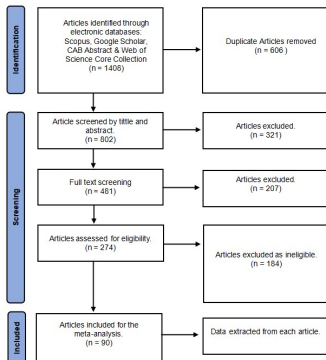 Identification
Articles identified through
electronic databases:
Scopus, Google Scholar,
CAB Abstract & Web of
Science Core Collection
(n = 1408)
Duplicate Articles removed
(n = 606 )
Screening
Article screened by tittle and
abstract.
(n = 802)
Articles excluded.
(n = 321)
Full text screening
(n = 481)
Articles excluded.
(n = 207)
Articles assessed for eligibility.
(n = 274)
Articles excluded as ineligible.
(n = 184)
Included
Articles included for the
meta-analysis.
(n = 90)
Data extracted from each article.